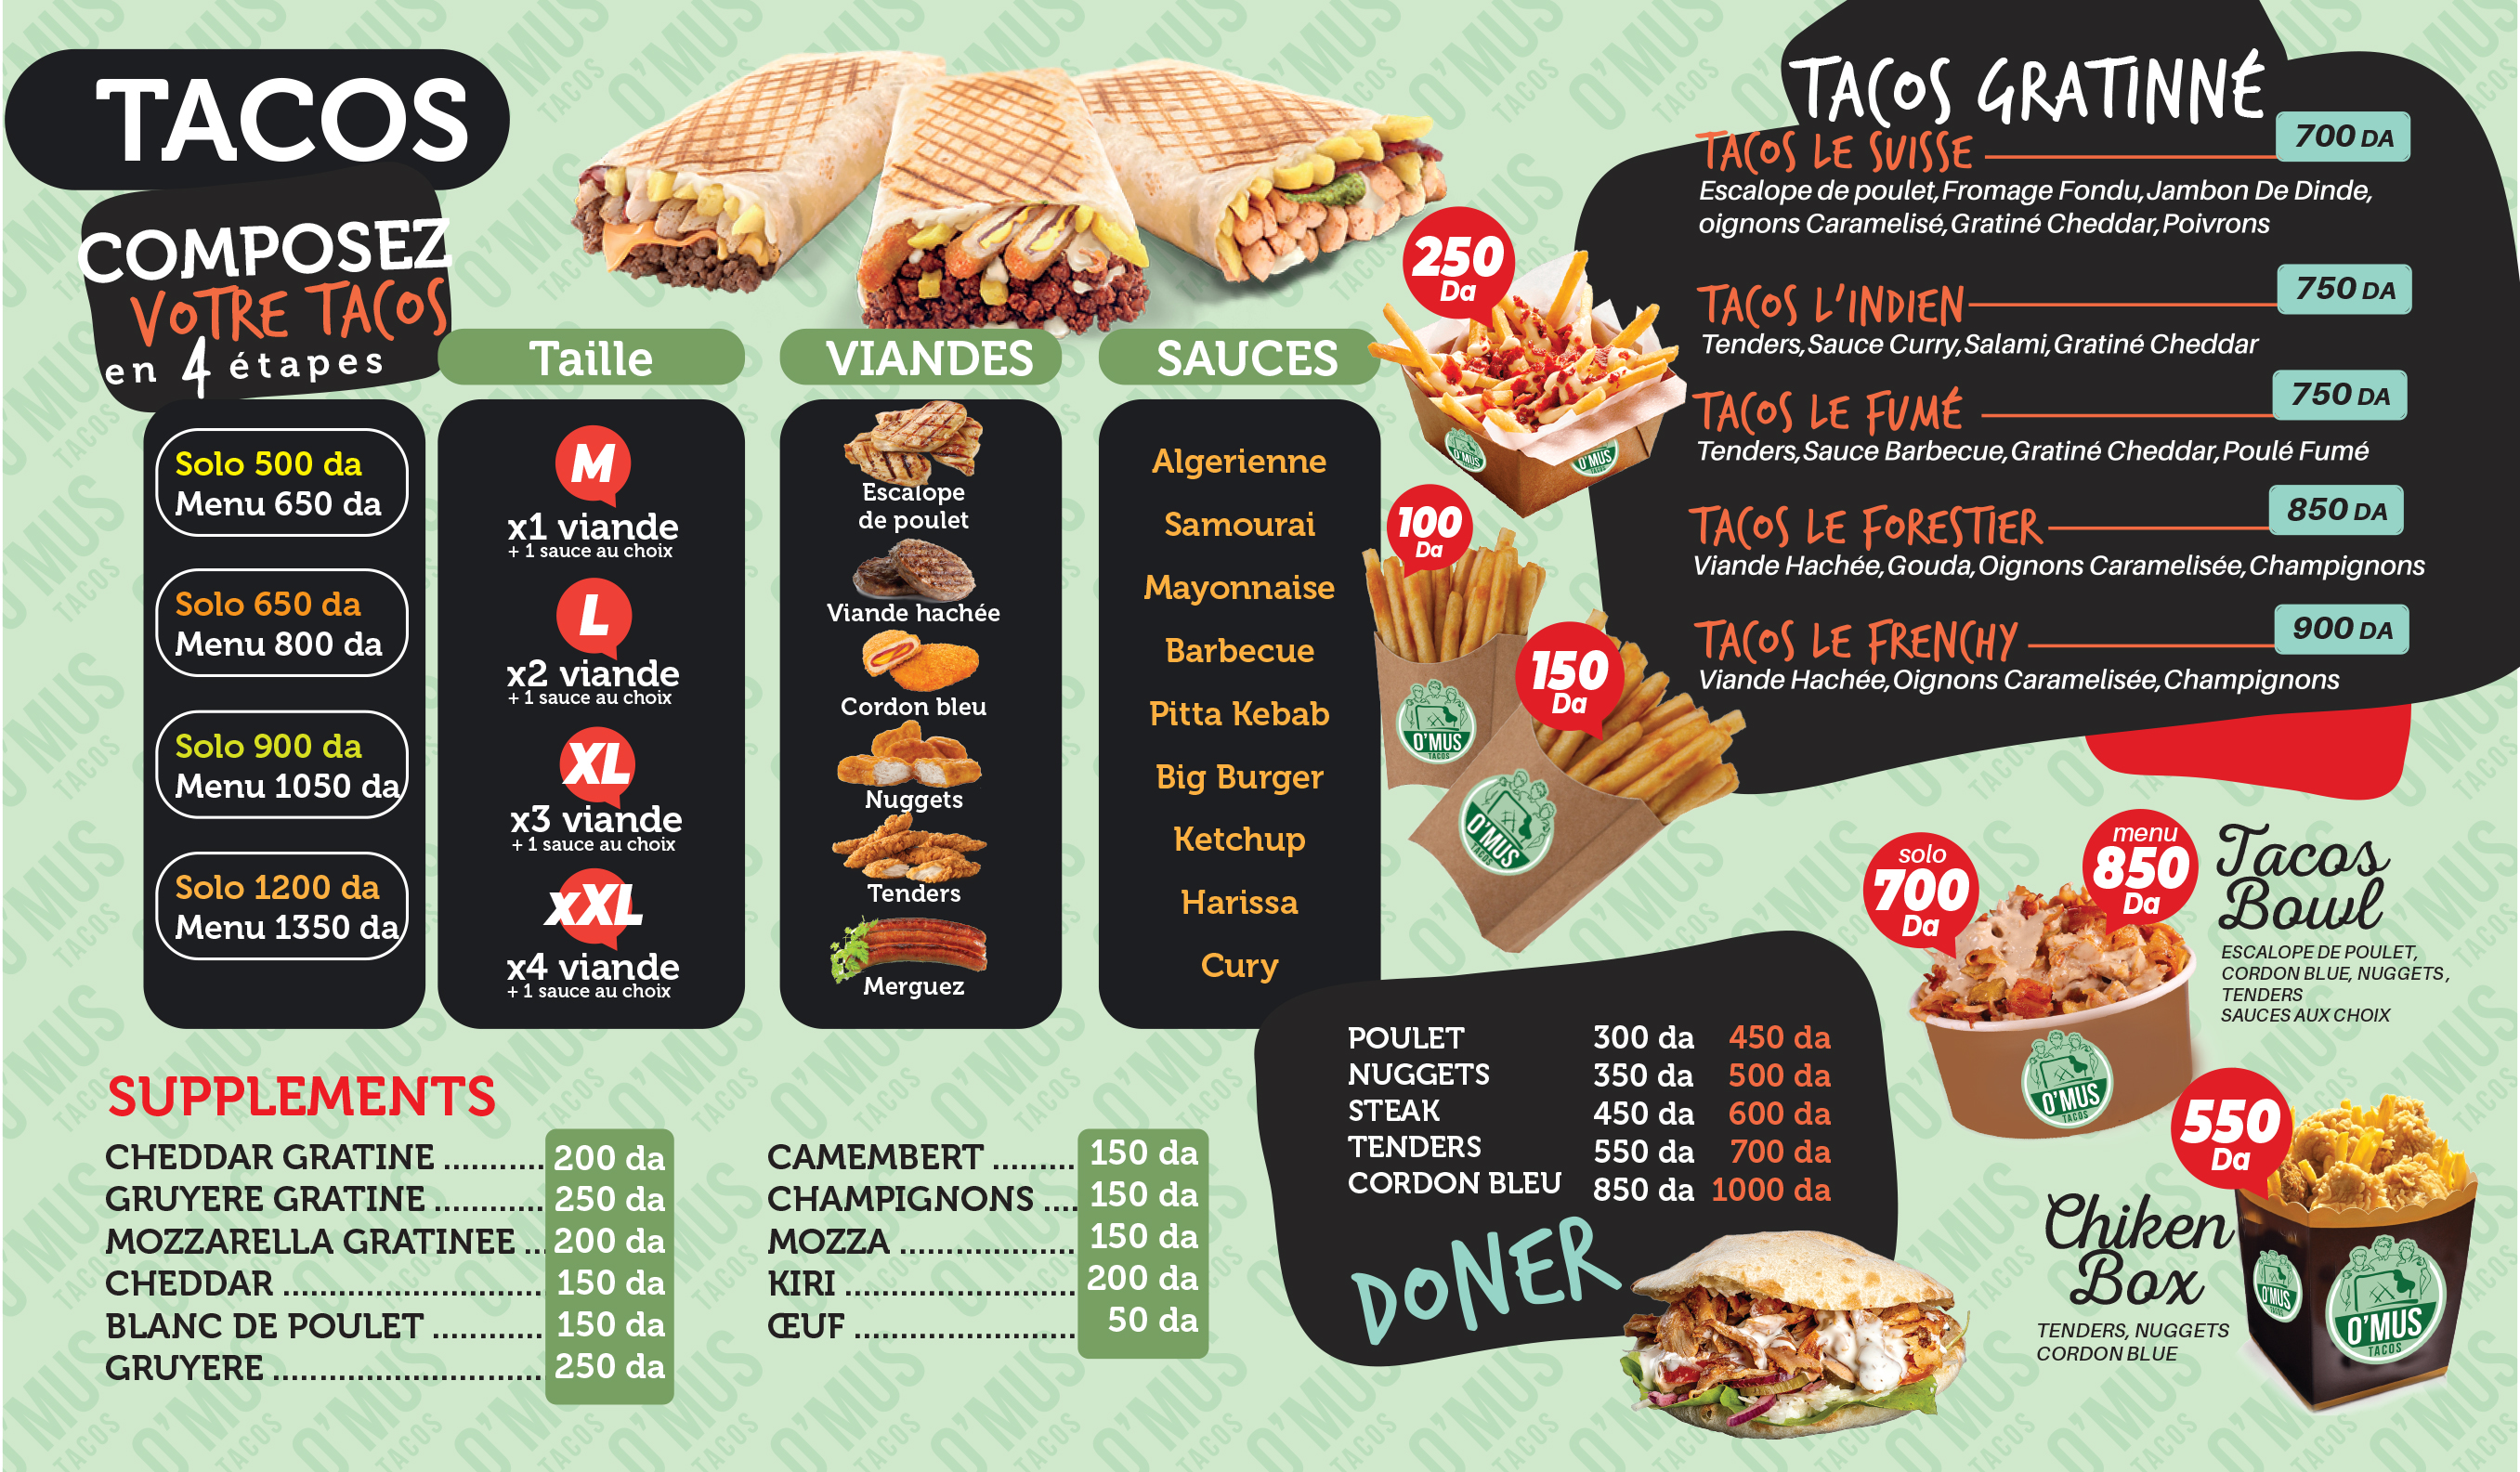 TACOS
COMPOSEZ
VOTRE TACOS
en 4 étapes
Solo 500 da
Menu 650 da
Solo 650 da
Menu 800 da
Solo 900 da
Menu 1050 da
Solo 1200 da
Menu 1350 da
Taille
M
x1 viande
+ 1 sauce au choix
L
x2 viande
+ 1 sauce au choix
XL
x3 viande
+ 1 sauce au choix
xXL
x4 viande
+ 1 sauce au choix
VIANDES
Escalope
de poulet
Viande hachée
Cordon bleu
Nuggets
Tenders
Merguez
SAUCES
Algerienne
Samourai
Mayonnaise
Barbecue
Pitta Kebab
Big Burger
Ketchup
Harissa
Cury
250
Da
O'MUS
O'MUS
100
Da
O'MUS
TACOS
150
Da
O'MUS
TACOS
TACOS GRATINNÉ
TACOS LE SUISSE 700 DA
Escalope de poulet,Fromage Fondu,Jambon De Dinde,
oignons Caramelisé,Gratiné Cheddar,Poivrons
TACOS L'INDIEN 750 DA
Tenders,Sauce Curry,Salami,Gratiné Cheddar
TACOS LE FUMÉ 750 DA
Tenders,Sauce Barbecue,Gratiné Cheddar,Poulé Fumé
TACOS LE FORESTIER 850 DA
Viande Hachée,Gouda,Oignons Caramelisée,Champignons
TACOS LE FRENCHY 900 DA
Viande Hachée,Oignons Caramelisée,Champignons
solo
700
Da
menu
850
Da
Tacos
Bowl
ESCALOPE DE POULET,
CORDON BLUE, NUGGETS,
TENDERS
SAUCES AUX CHOIX
O'MUS
TACOS
550
Da
Chiken
Box
TENDERS, NUGGETS
CORDON BLUE
O'MUS
O'MUS
TACOS
SUPPLEMENTS
CHEDDAR GRATINE ........... 200 da
GRUYERE GRATINE ............ 250 da
MOZZARELLA GRATINEE ... 200 da
CHEDDAR ............................ 150 da
BLANC DE POULET ............ 150 da
GRUYERE ............................. 250 da
CAMEMBERT ......... 150 da
CHAMPIGNONS .... 150 da
MOZZA ................... 150 da
KIRI ......................... 200 da
ŒUF ........................ 50 da
POULET 300 da 450 da
NUGGETS 350 da 500 da
STEAK 450 da 600 da
TENDERS 550 da 700 da
CORDON BLEU 850 da 1000 da
DONER